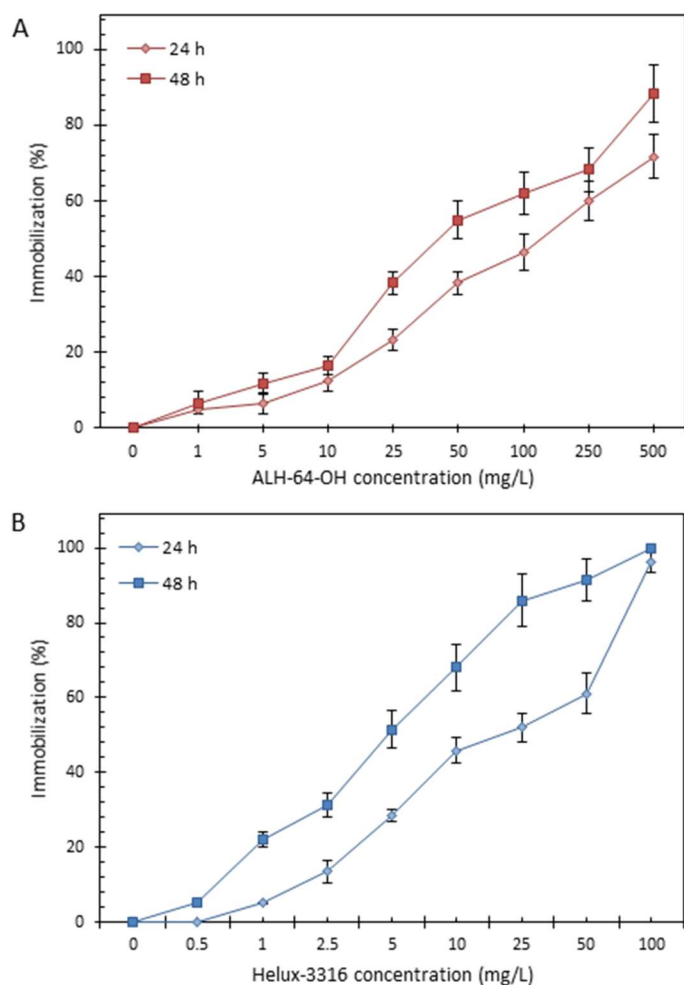 A
24 h
48 h
Immobilization (%)
100
80
60
40
20
0
0 1 5 10 25 50 100 250 500
ALH-64-OH concentration (mg/L)
B
24 h
48 h
Immobilization (%)
100
80
60
40
20
0
0 0.5 1 2.5 5 10 25 50 100
Helux-3316 concentration (mg/L)